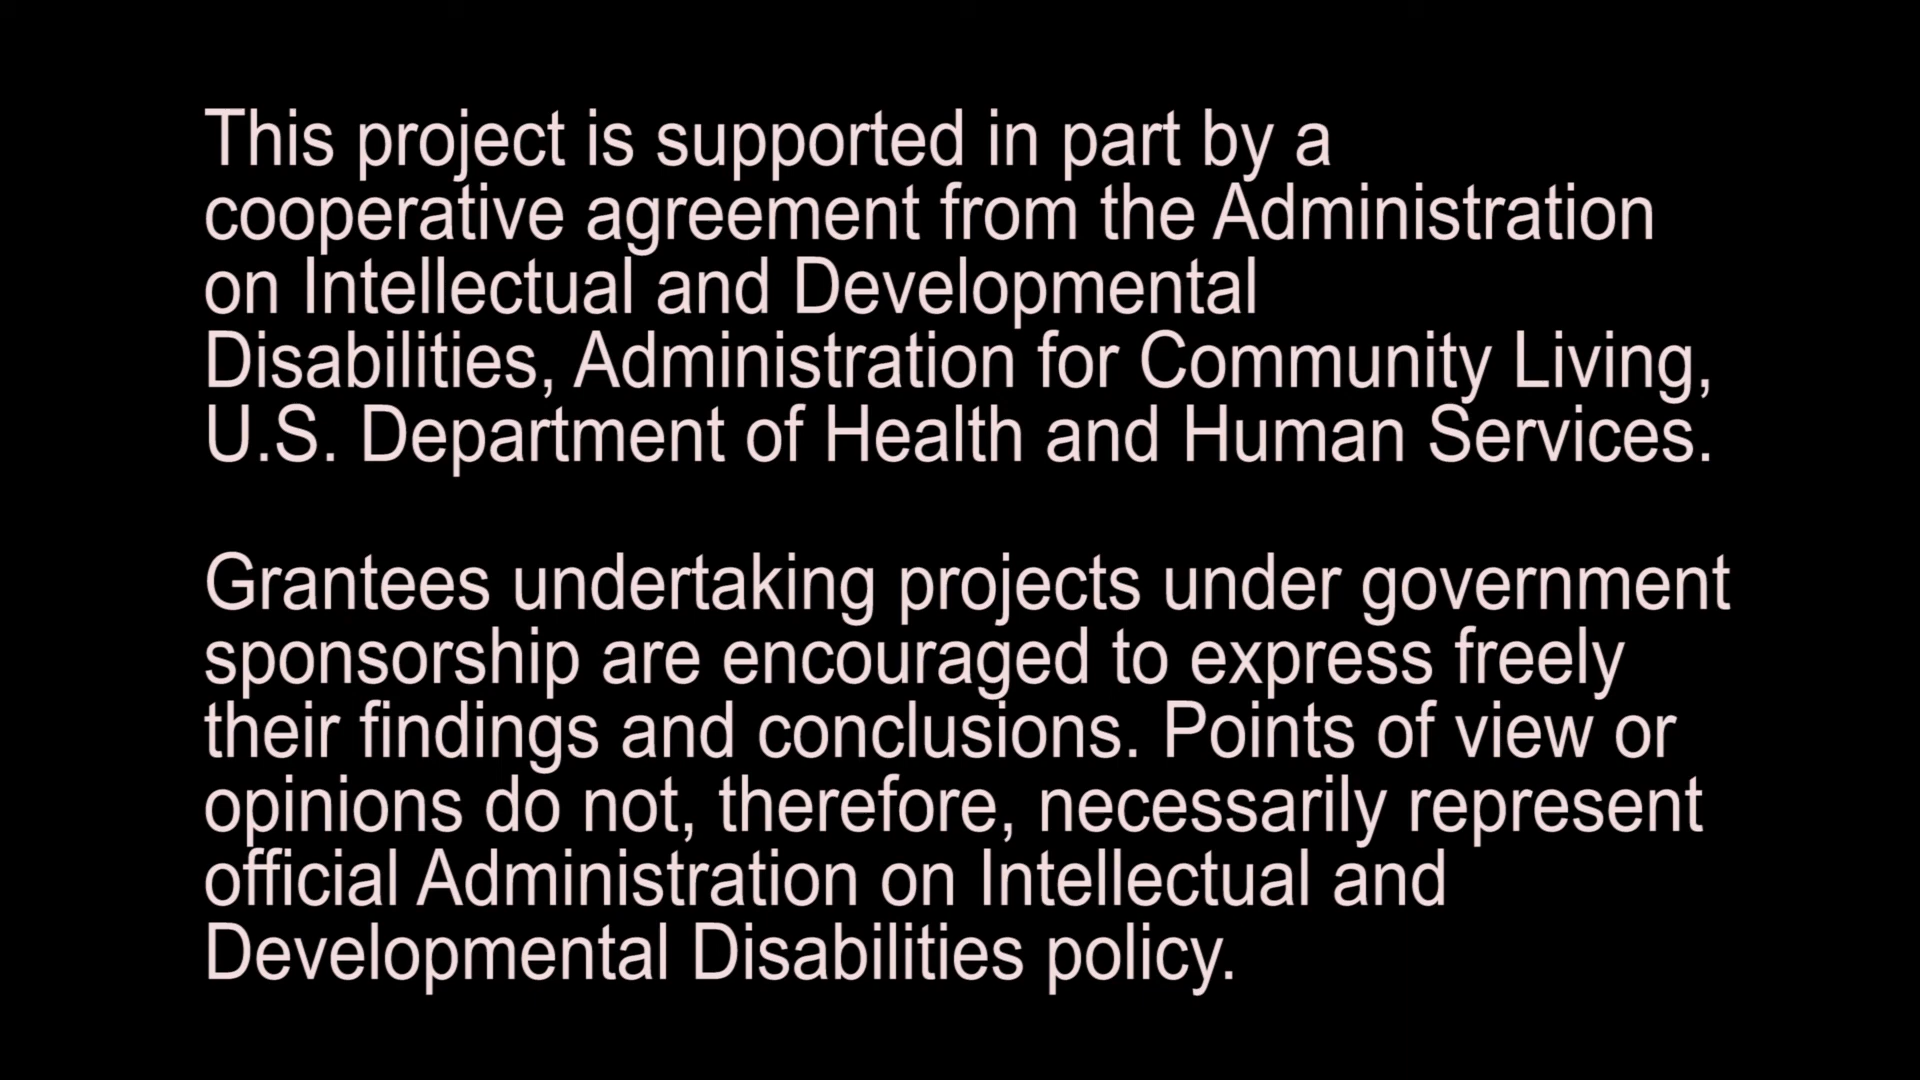 This project is supported in part by a
cooperative agreement from the Administration
on Intellectual and Developmental
Disabilities, Administration for Community Living,
U.S. Department of Health and Human Services.
Grantees undertaking projects under government
sponsorship are encouraged to express freely
their findings and conclusions. Points of view or
opinions do not, therefore, necessarily represent
official Administration on Intellectual and
Developmental Disabilities policy.